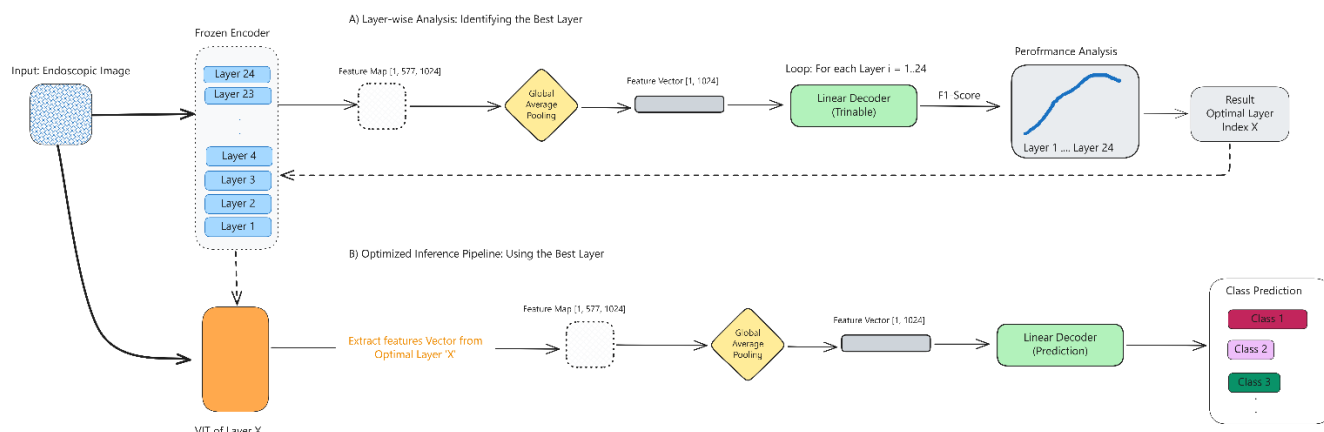 A) Layer-wise Analysis: Identifying the Best Layer
Frozen Encoder
Input: Endoscopic Image
Layer 24
Layer 23
.
.
Layer 4
Layer 3
Layer 2
Layer 1
Feature Map [1, 577, 1024]
Global
Average
Pooling
Feature Vector [1, 1024]
Loop: For each Layer i = 1..24
Linear Decoder
(Trinable)
F1 Score
Perofrmance Analysis
Layer 1 .... Layer 24
Result
Optimal Layer
Index X
B) Optimized Inference Pipeline: Using the Best Layer
VIT of Layer X
Extract features Vector from
Optimal Layer 'X'
Feature Map [1, 577, 1024]
Global
Average
Pooling
Feature Vector [1, 1024]
Linear Decoder
(Prediction)
Class Prediction
Class 1
Class 2
Class 3
.
.